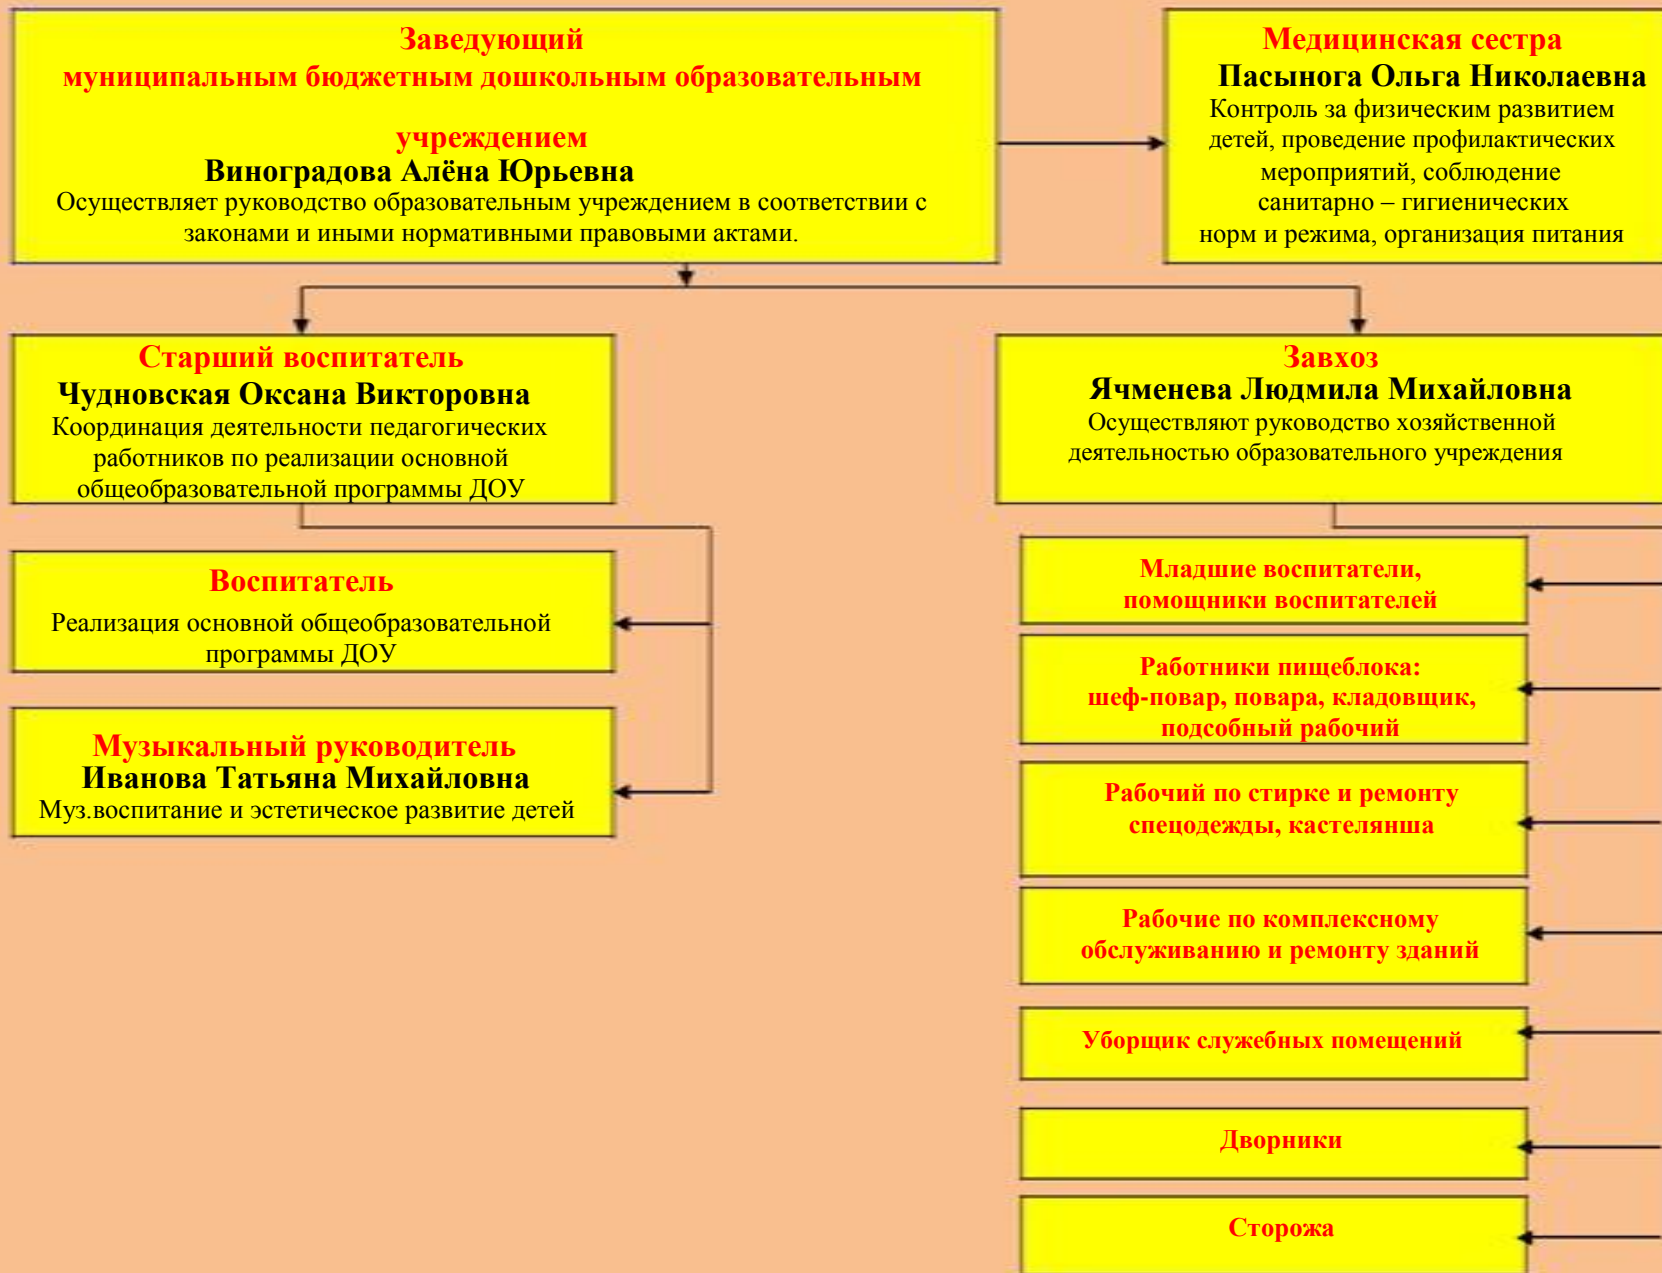 Заведующий
муниципальным бюджетным дошкольным образовательным
учреждением
Виноградова Алёна Юрьевна
Осуществляет руководство образовательным учреждением в соответствии с
законами и иными нормативными правовыми актами.
Медицинская сестра
Пасынога Ольга Николаевна
Контроль за физическим развитием
детей, проведение профилактических
мероприятий, соблюдение
санитарно – гигиенических
норм и режима, организация питания
Старший воспитатель
Чудновская Оксана Викторовна
Координация деятельности педагогических
работников по реализации основной
общеобразовательной программы ДОУ
Завхоз
Ячменева Людмила Михайловна
Осуществляют руководство хозяйственной
деятельностью образовательного учреждения
Воспитатель
Реализация основной общеобразовательной
программы ДОУ
Музыкальный руководитель
Иванова Татьяна Михайловна
Муз.воспитание и эстетическое развитие детей
Младшие воспитатели,
помощники воспитателей
Работники пищеблока:
шеф-повар, повара, кладовщик,
подсобный рабочий
Рабочий по стирке и ремонту
спецодежды, кастелянша
Рабочие по комплексному
обслуживанию и ремонту зданий
Уборщик служебных помещений
Дворники
Сторожа